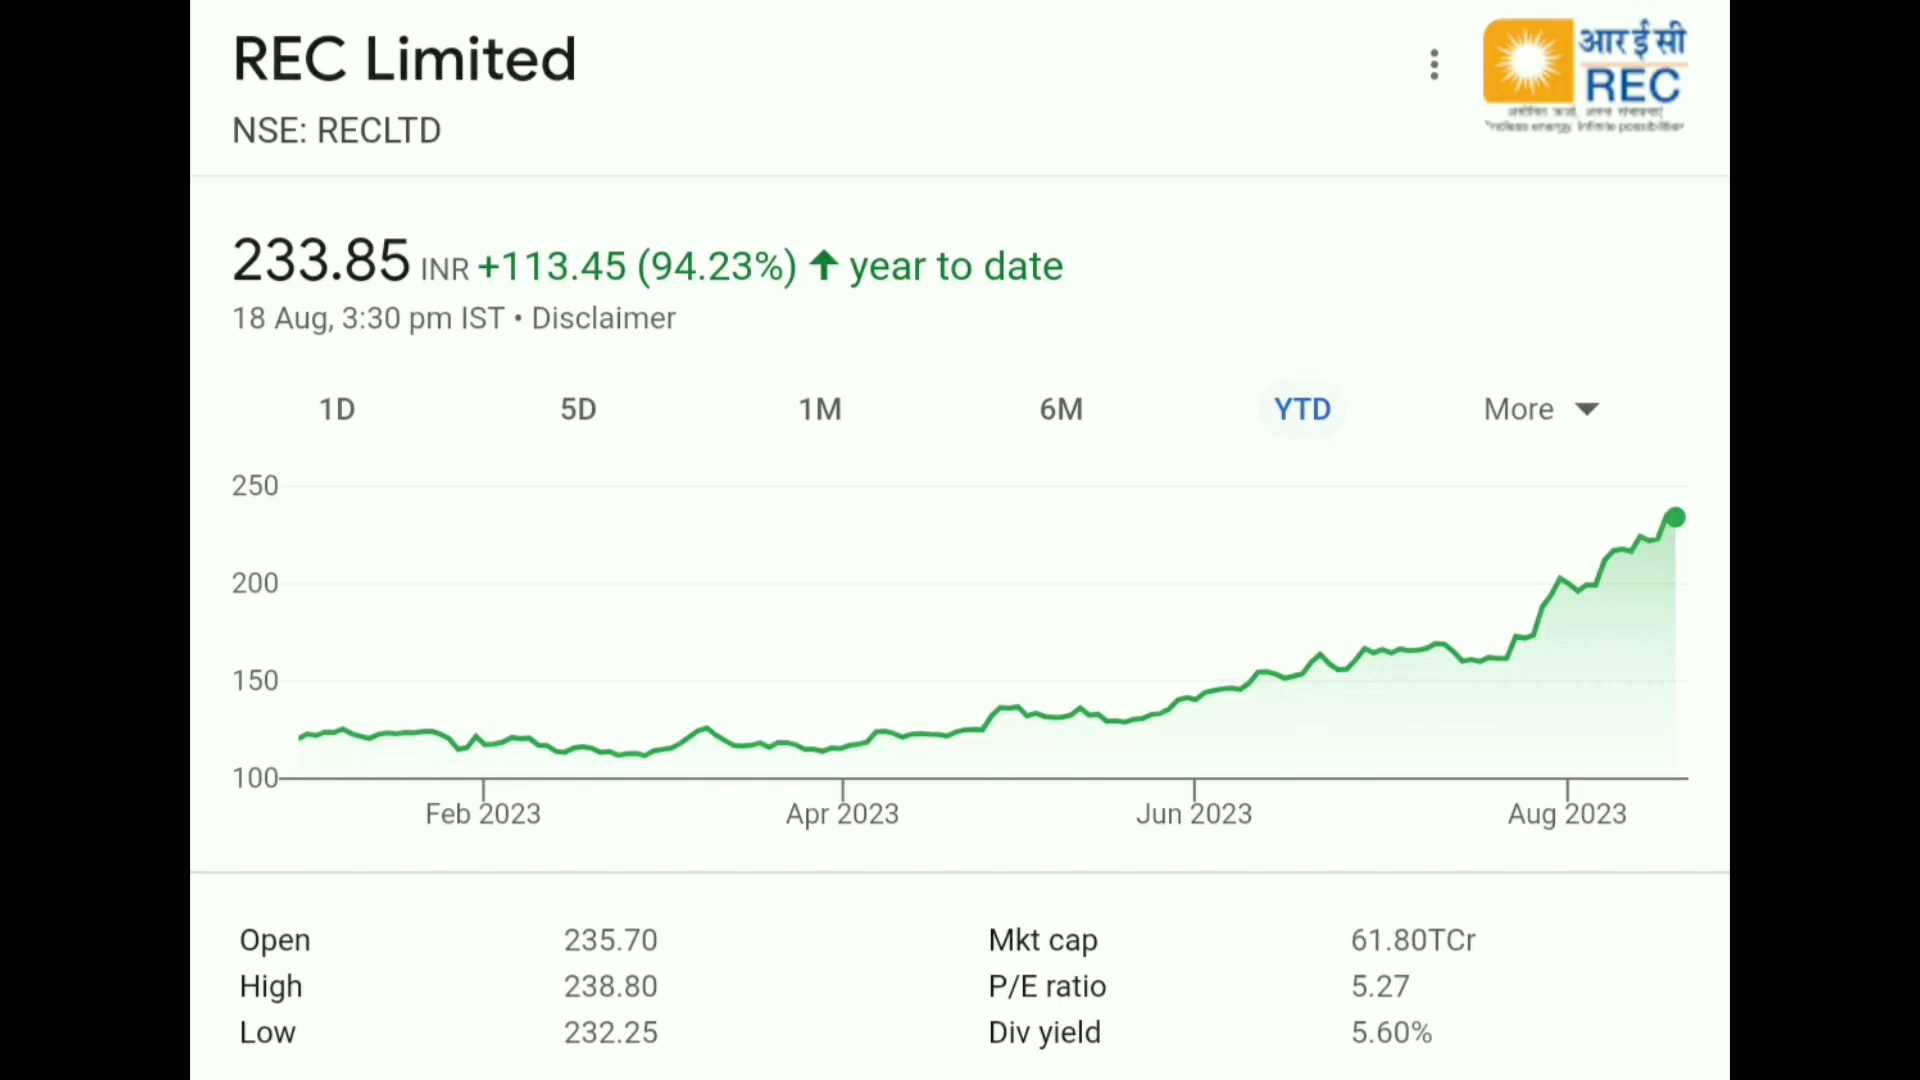 REC Limited
NSE: RECLTD
आर ई सी
REC
233.85 INR +113.45 (94.23%) ↑ year to date
18 Aug, 3:30 pm IST • Disclaimer
1D 5D 1M 6M YTD More
250
200
150
100
Feb 2023 Apr 2023 Jun 2023 Aug 2023
Open 235.70 Mkt cap 61.80TCr
High 238.80 P/E ratio 5.27
Low 232.25 Div yield 5.60%